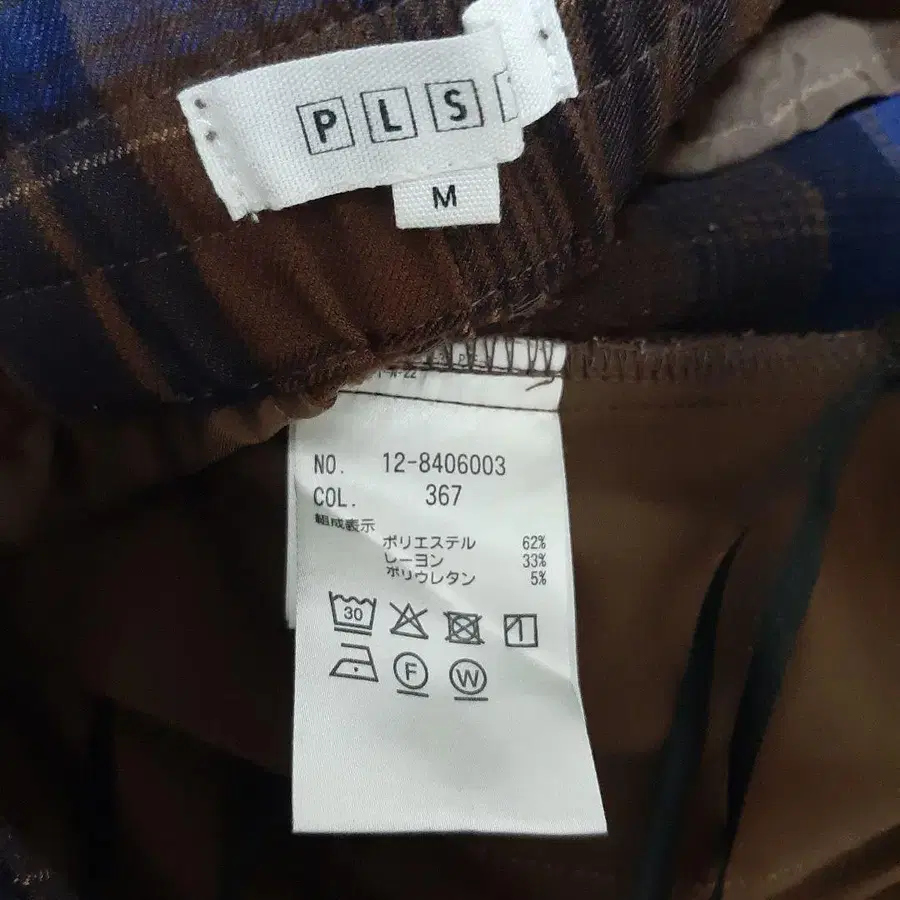 PLS
M
NO. 12-8406003
COL. 367
組成表示
ポリエステル 62%
レーヨン 33%
ポリウレタン 5%
30
F W